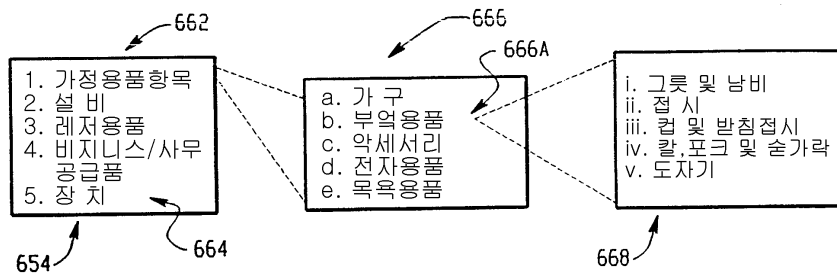 662
666
666A
1. 가정용품항목
2. 설 비
3. 레저용품
4. 비지니스/사무
공급품
5. 장 치
a. 가 구
b. 부엌용품
c. 악세서리
d. 전자용품
e. 목욕용품
i. 그릇 및 남비
ii. 접 시
iii. 컵 및 받침접시
iv. 칼,포크 및 숟가락
v. 도자기
654
664
668